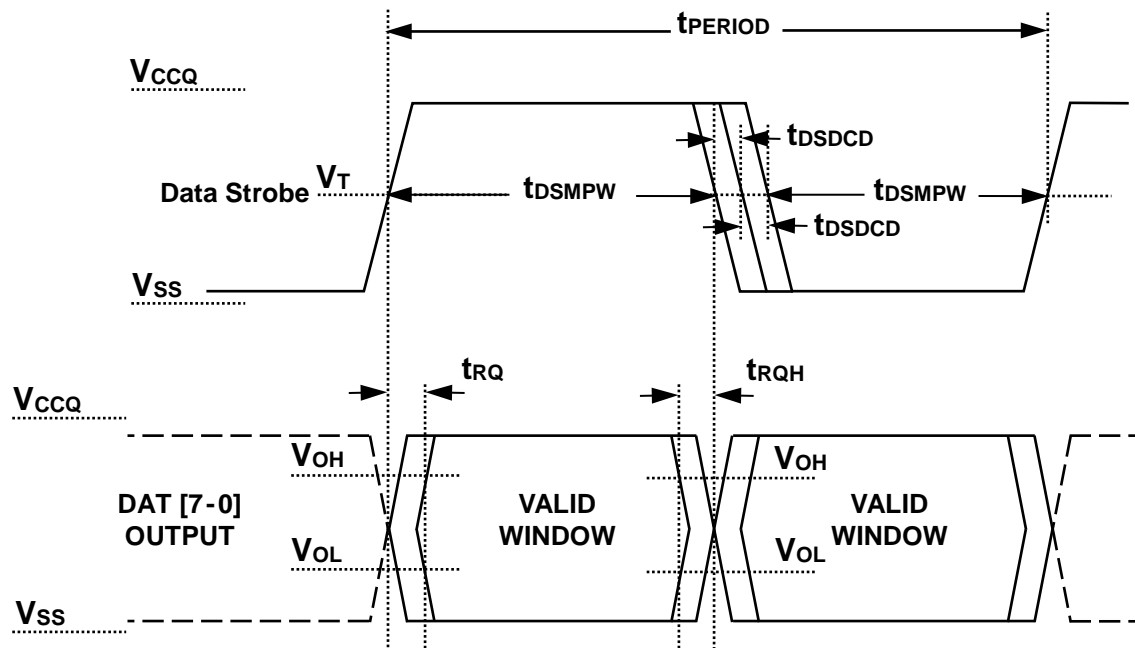 tPERIOD
VCCQ
tDSDCD
Data Strobe VT
tDSMPW
tDSMPW
tDSDCD
VSS
tRQ
tRQH
VCCQ
VOH
VOH
DAT [7-0]
OUTPUT
VALID
WINDOW
VALID
WINDOW
VOL
VOL
VSS